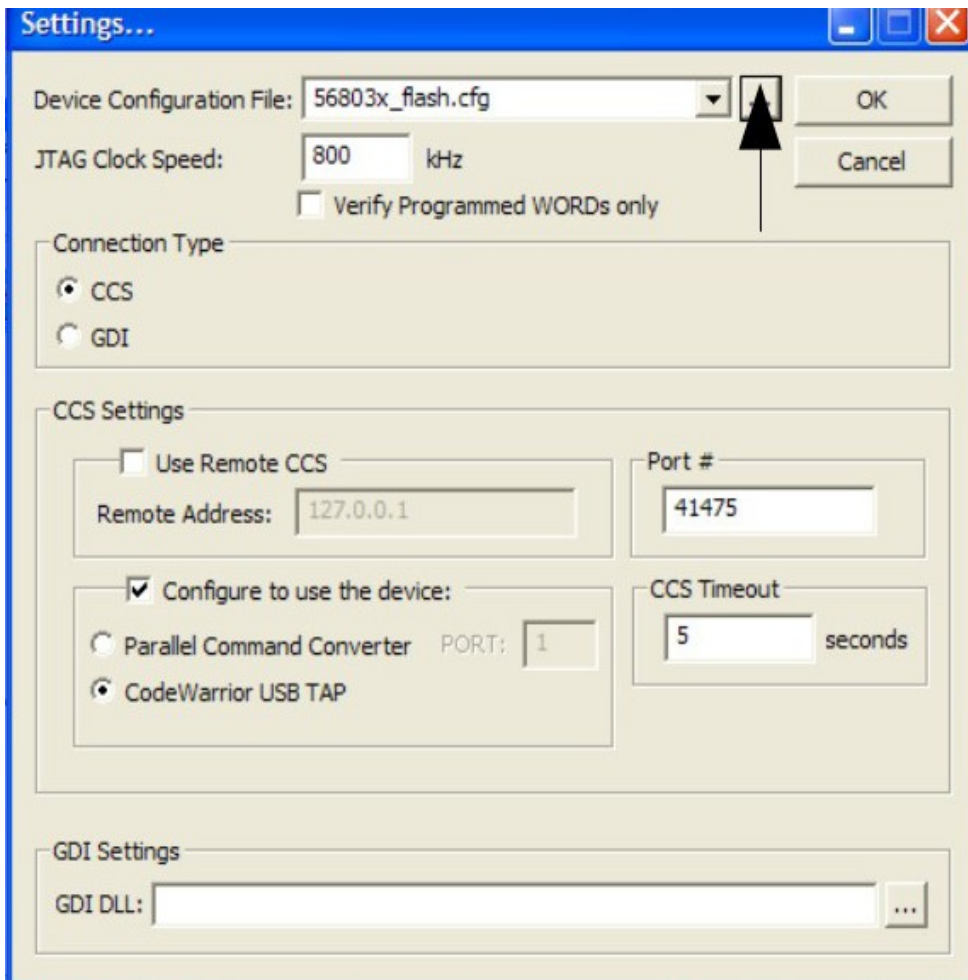 Settings...
Device Configuration File: 56803x_flash.cfg OK
JTAG Clock Speed: 800 kHz Cancel
Verify Programmed WORDs only
Connection Type
CCS
GDI
CCS Settings
Use Remote CCS Port #
Remote Address: 127.0.0.1 41475
Configure to use the device: CCS Timeout
Parallel Command Converter PORT: 1 5 seconds
CodeWarrior USB TAP
GDI Settings
GDI DLL: ...